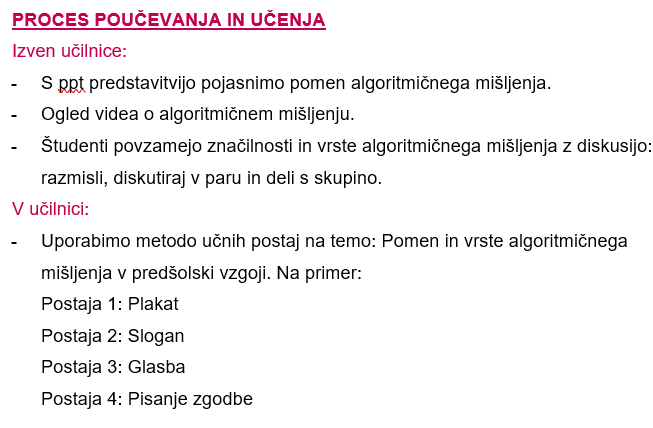 PROCES POUČEVANJA IN UČENJA
Izven učilnice:
- S ppt predstavitvijo pojasnimo pomen algoritmičnega mišljenja.
- Ogled videa o algoritmičnem mišljenju.
- Študenti povzamejo značilnosti in vrste algoritmičnega mišljenja z diskusijo:
razmisli, diskutiraj v paru in deli s skupino.
V učilnici:
- Uporabimo metodo učnih postaj na temo: Pomen in vrste algoritmičnega
mišljenja v predšolski vzgoji. Na primer:
Postaja 1: Plakat
Postaja 2: Slogan
Postaja 3: Glasba
Postaja 4: Pisanje zgodbe